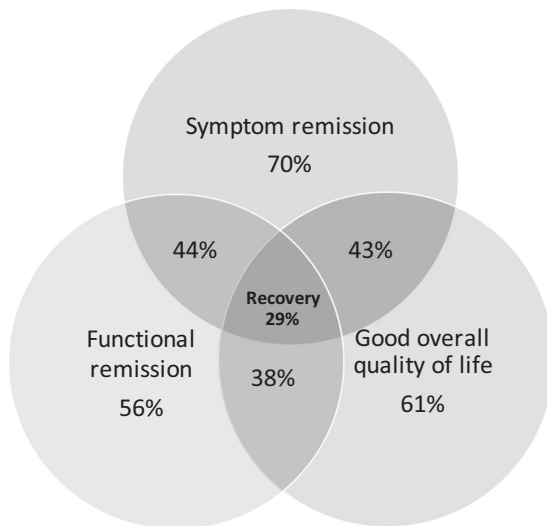 Symptom remission
70%
44%
43%
Recovery
29%
Functional
remission
56%
38%
Good overall
quality of life
61%